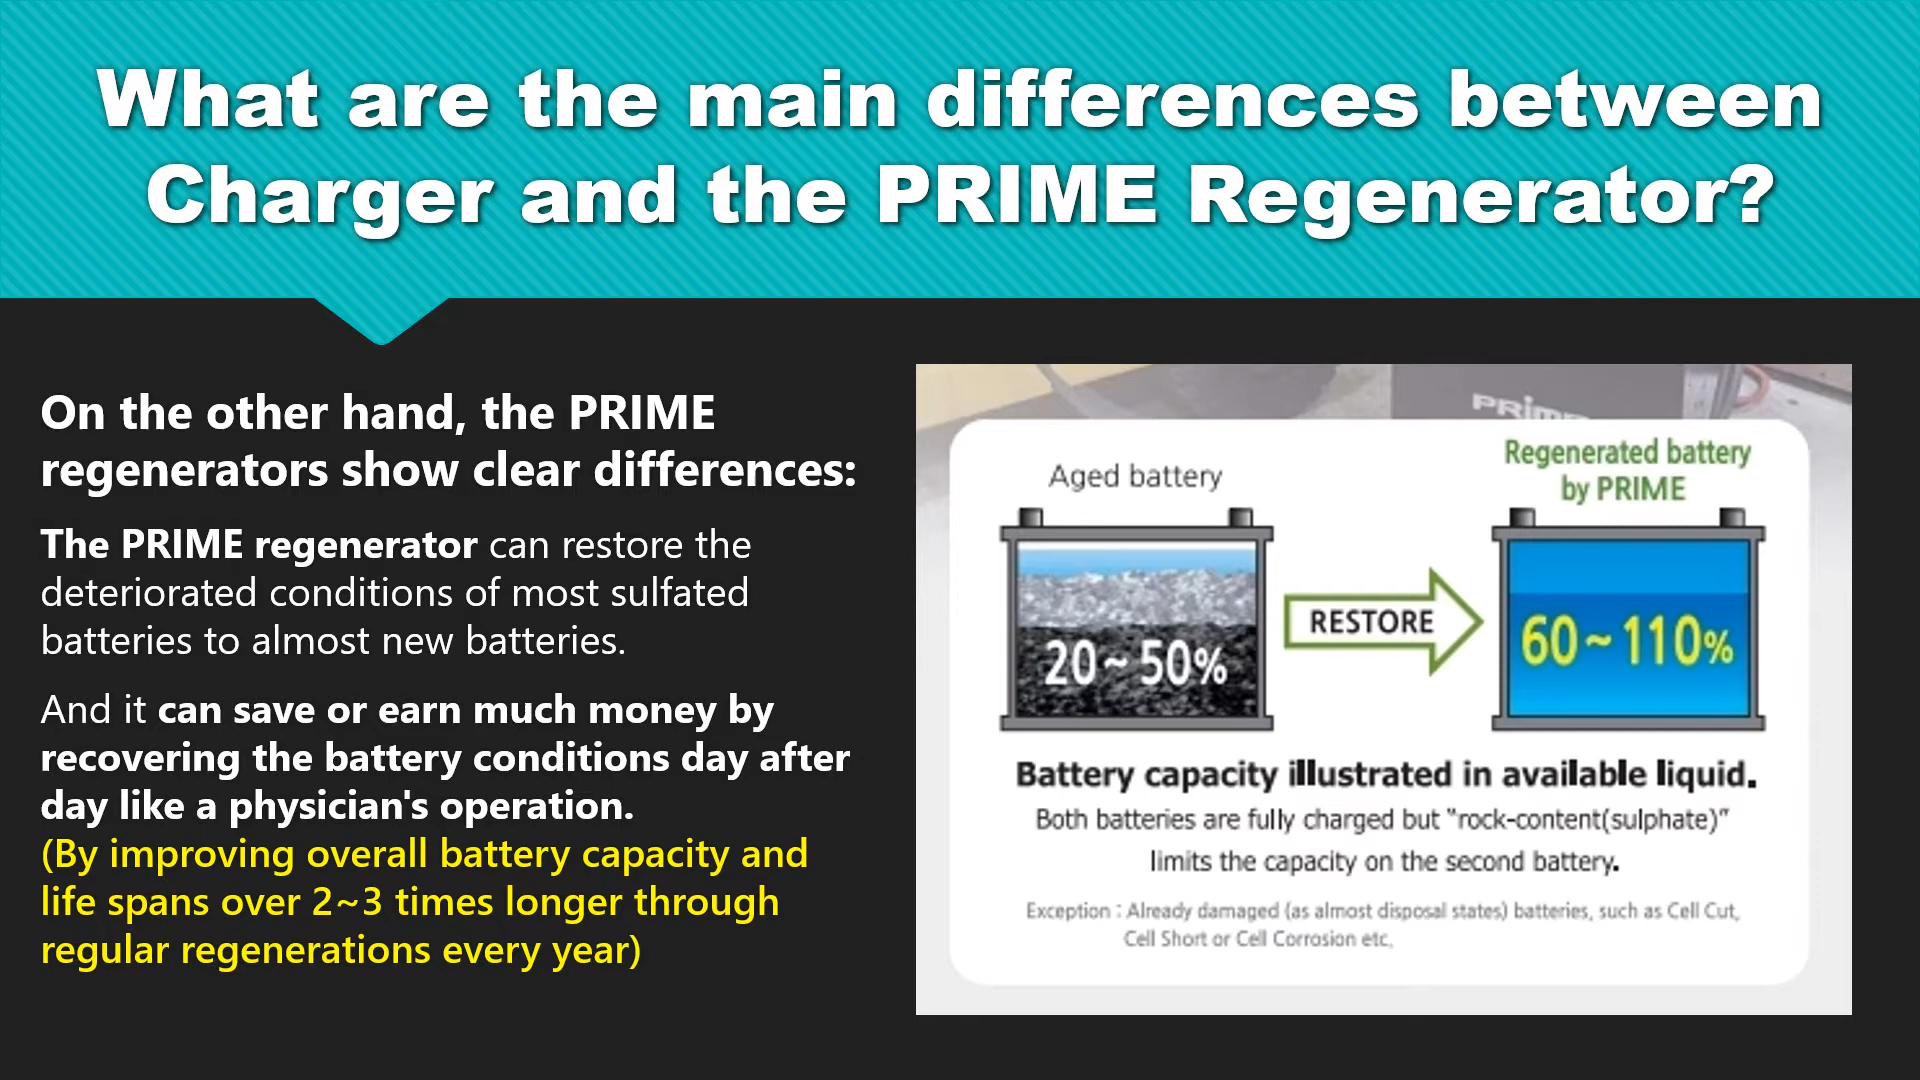 What are the main differences between
Charger and the PRIME Regenerator?
On the other hand, the PRIME
regenerators show clear differences:
The PRIME regenerator can restore the
deteriorated conditions of most sulfated
batteries to almost new batteries.
And it can save or earn much money by
recovering the battery conditions day after
day like a physician's operation.
(By improving overall battery capacity and
life spans over 2~3 times longer through
regular regenerations every year)
PRIME
Aged battery
Regenerated battery
by PRIME
20~50%
RESTORE
60~110%
Battery capacity illustrated in available liquid.
Both batteries are fully charged but "rock-content(sulphate)"
limits the capacity on the second battery.
Exception : Already damaged (as almost disposal states) batteries, such as Cell Cut,
Cell Short or Cell Corrosion etc,